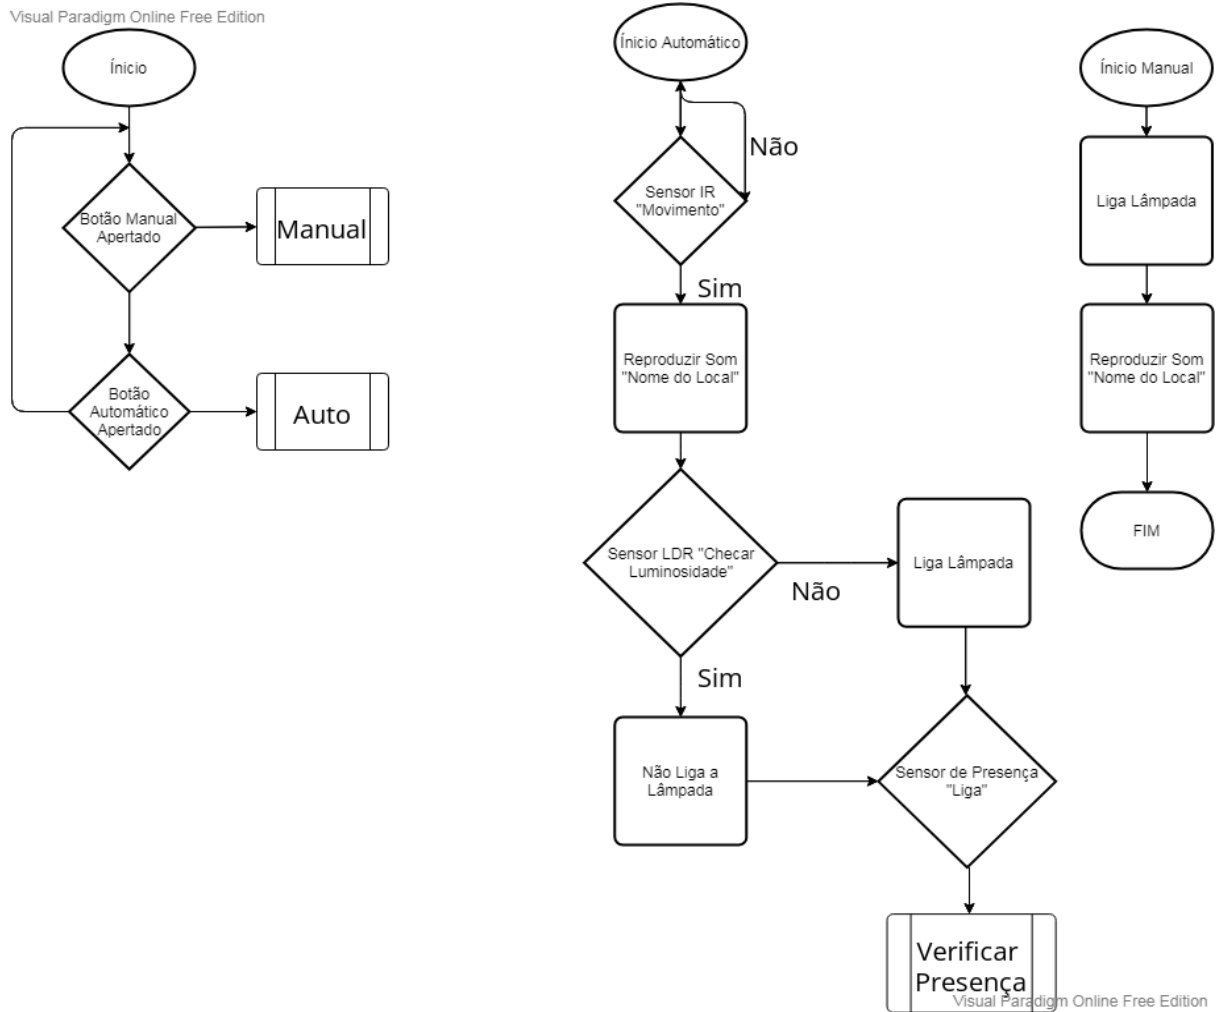 Visual Paradigm Online Free Edition
Ínicio
Botão Manual
Apertado
Manual
Botão
Automático
Apertado
Auto
Ínicio Automático
Não
Sensor IR
"Movimento"
Sim
Reproduzir Som
"Nome do Local"
Sensor LDR "Checar
Luminosidade"
Não
Liga Lâmpada
Sim
Não Liga a
Lâmpada
Sensor de Presença
"Liga"
Verificar
Presença
Ínicio Manual
Liga Lâmpada
Reproduzir Som
"Nome do Local"
FIM
Visual Paradigm Online Free Edition